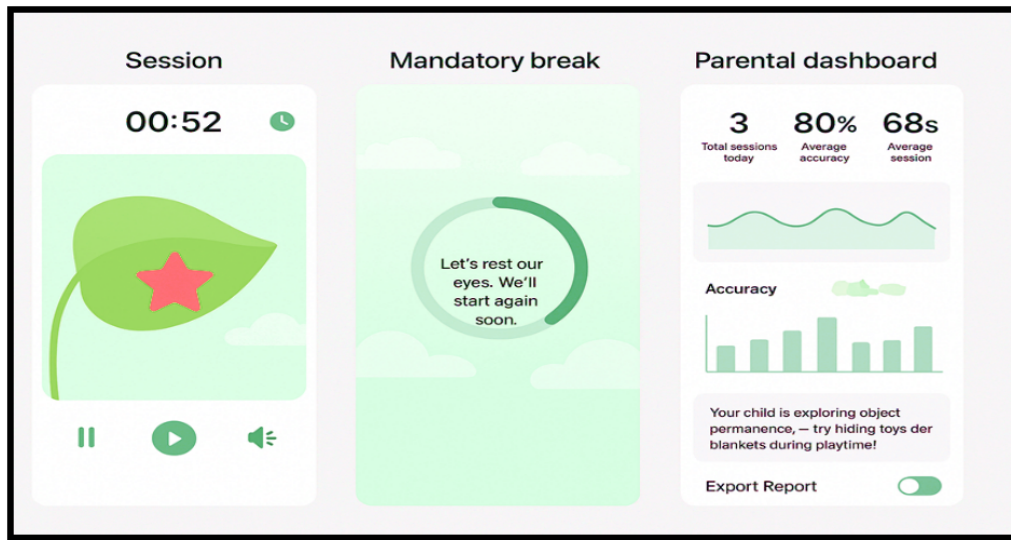 Session
00:52
Mandatory break
Let's rest our
eyes. We'll
start again
soon.
Parental dashboard
3
Total sessions
today
80%
Average
accuracy
68s
Average
session
Accuracy
Your child is exploring object
permanence, – try hiding toys der
blankets during playtime!
Export Report